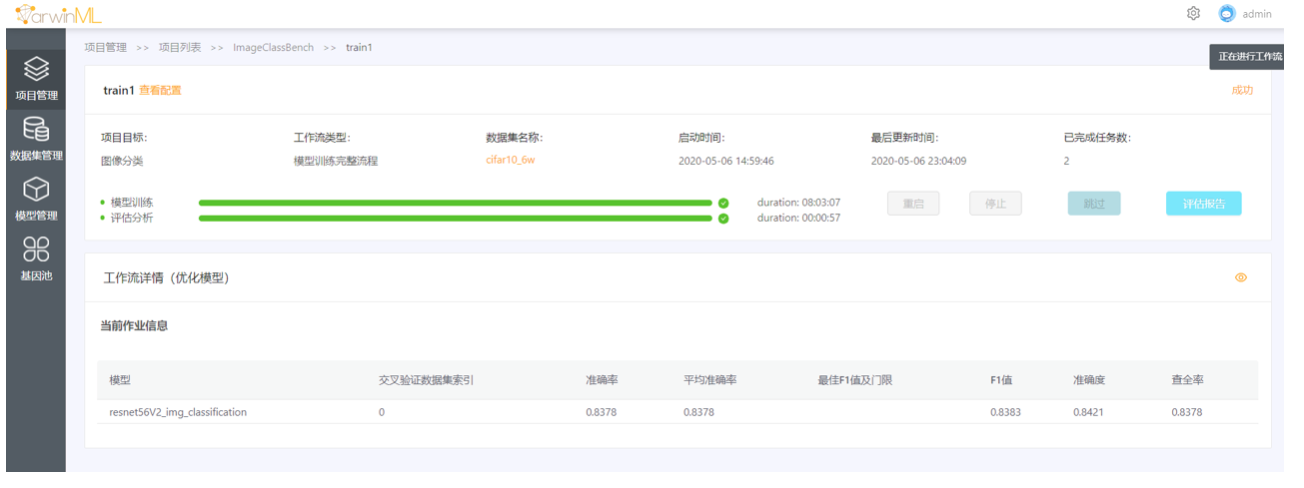 DarwinML
admin
项目管理 >> 项目列表 >> ImageClassBench >> train1
正在进行工作流
项目管理
数据集管理
模型管理
基因池
train1 查看配置
成功
项目目标: 工作流类型: 数据集名称: 启动时间: 最后更新时间: 已完成任务数:
图像分类 模型训练完整流程 cifar10_6w 2020-05-06 14:59:46 2020-05-06 23:04:09 2
模型训练 duration: 08:03:07
评估分析 duration: 00:00:57
重启 停止 跳过 评估报告
工作流详情（优化模型）
当前作业信息
模型 交叉验证数据集索引 准确率 平均准确率 最佳F1值及门限 F1值 准确度 查全率
resnet56V2_img_classification 0 0.8378 0.8378 0.8383 0.8421 0.8378